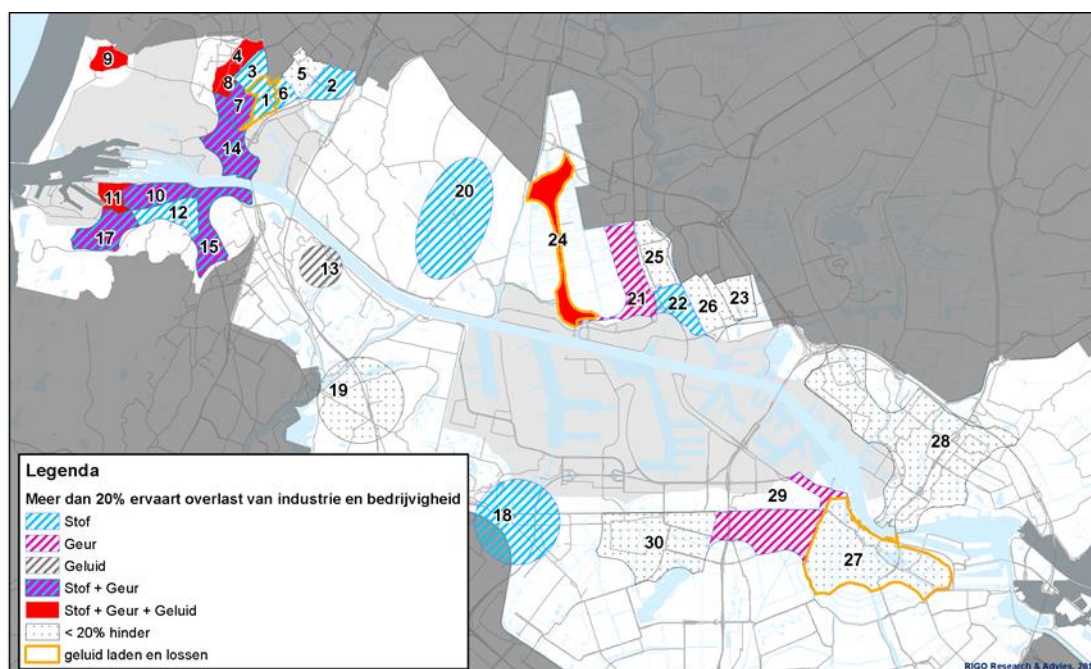 9
4
3
8
5
2
6
1
7
14
11
10
12
17
15
20
13
24
25
21
22
26
23
19
28
18
29
30
27
Legenda
Meer dan 20% ervaart overlast van industrie en bedrijvigheid
Stof
Geur
Geluid
Stof + Geur
Stof + Geur + Geluid
< 20% hinder
geluid laden en lossen
RIGO Research & Advies